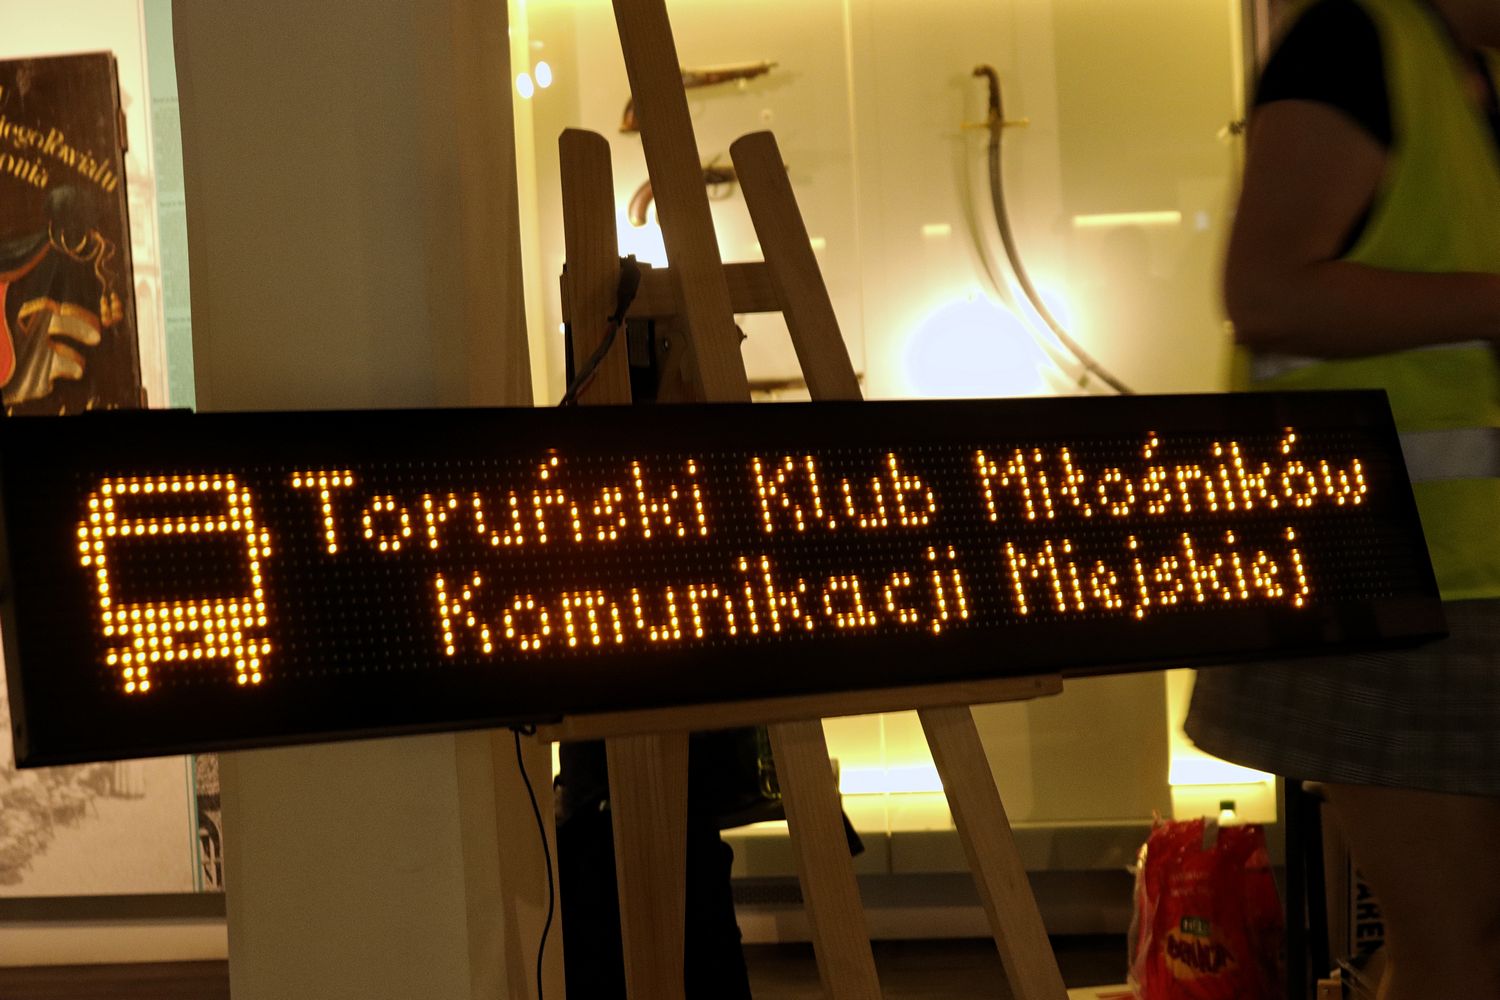 Toruński Klub Miłośników
Komunikacji Miejskiej